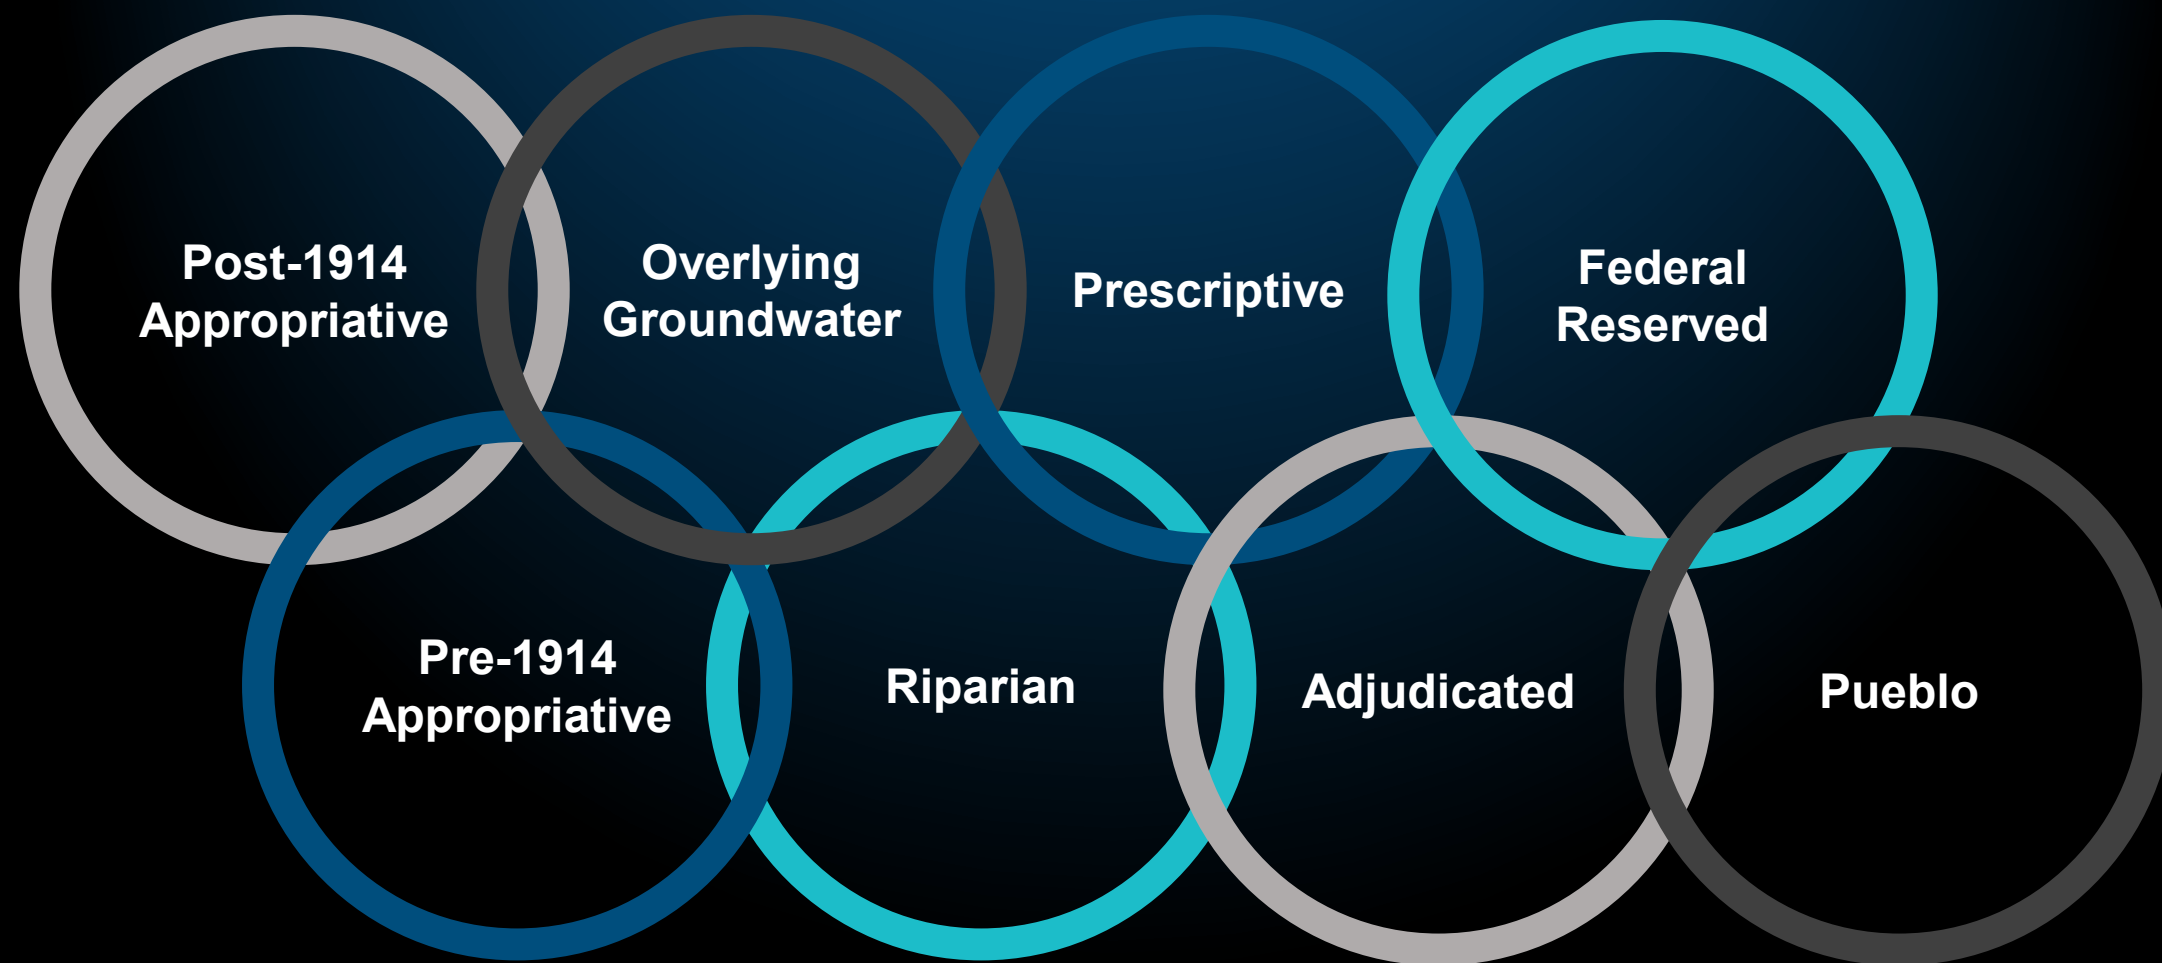 Post-1914
Appropriative
Overlying
Groundwater
Prescriptive
Federal
Reserved
Pre-1914
Appropriative
Riparian
Adjudicated
Pueblo